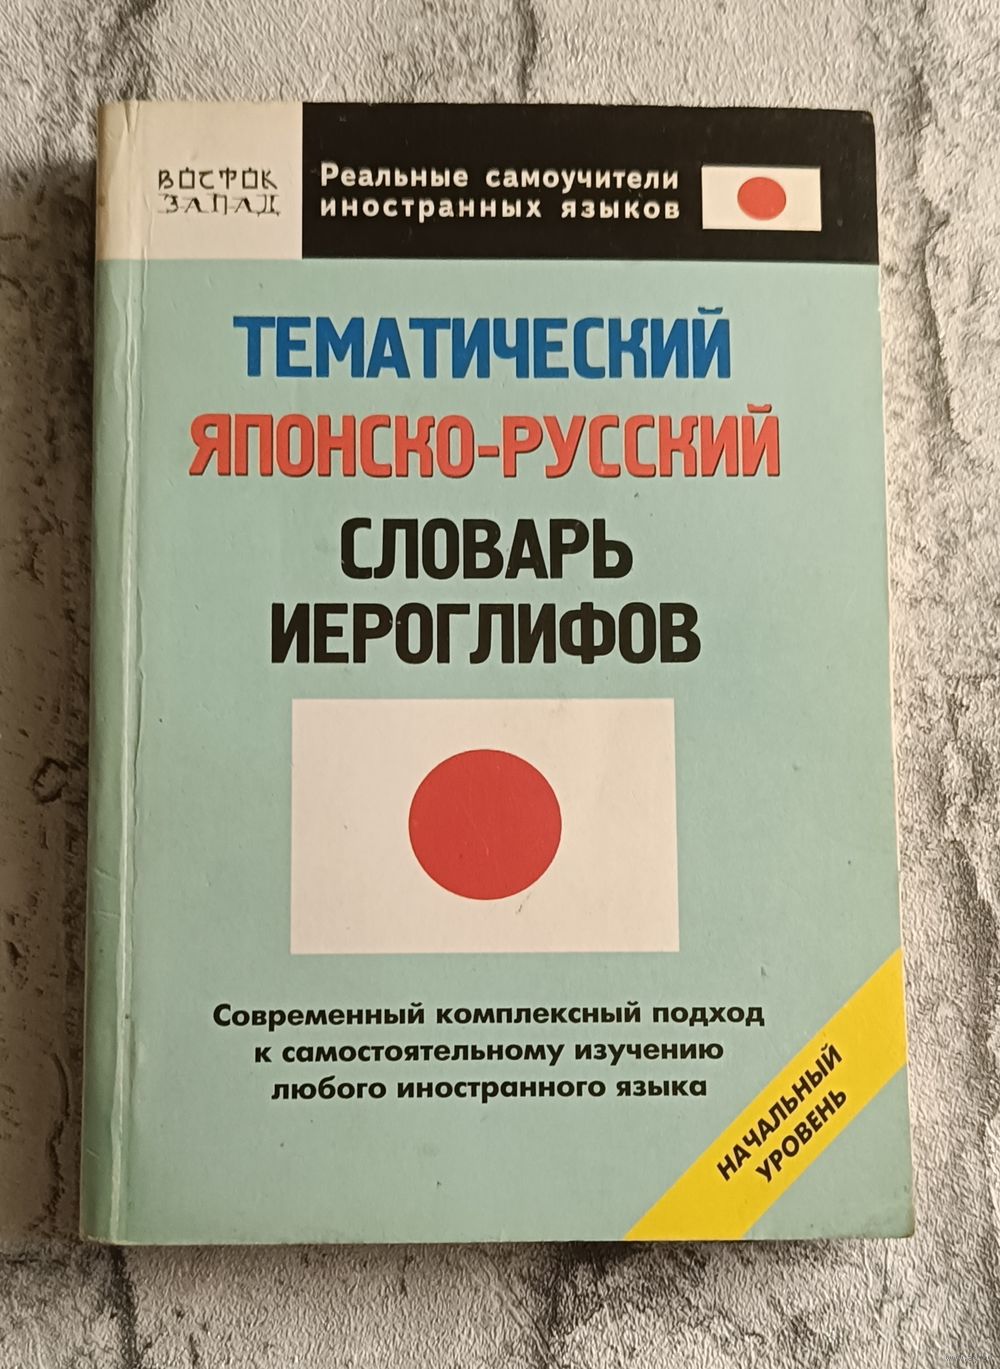 ВОСТОК
ЗАПАД
Реальные самоучители
иностранных языков
ТЕМАТИЧЕСКИЙ
ЯПОНСКО-РУССКИЙ
СЛОВАРЬ
ИЕРОГЛИФОВ
Современный комплексный подход
к самостоятельному изучению
любого иностранного языка
НАЧАЛЬНЫЙ
УРОВЕНЬ